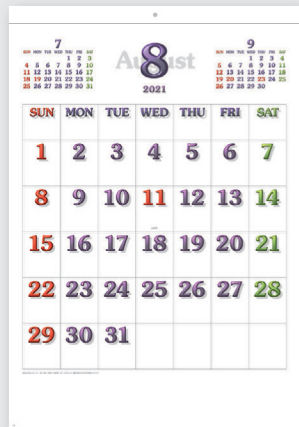 7 August 8 9
SUN MON TUE WED THU FRI SAT SUN MON TUE WED THU FRI SAT
1 2 3 1 2 3 4
4 5 6 7 8 9 10 5 6 7 8 9 10 11
11 12 13 14 15 16 17 12 13 14 15 16 17 18
18 19 20 21 22 23 24 19 20 21 22 23 24 25
25 26 27 28 29 30 31 26 27 28 29 30
2021
SUN MON TUE WED THU FRI SAT
1 2 3 4 5 6 7
8 9 10 11 12 13 14
15 16 17 18 19 20 21
22 23 24 25 26 27 28
29 30 31